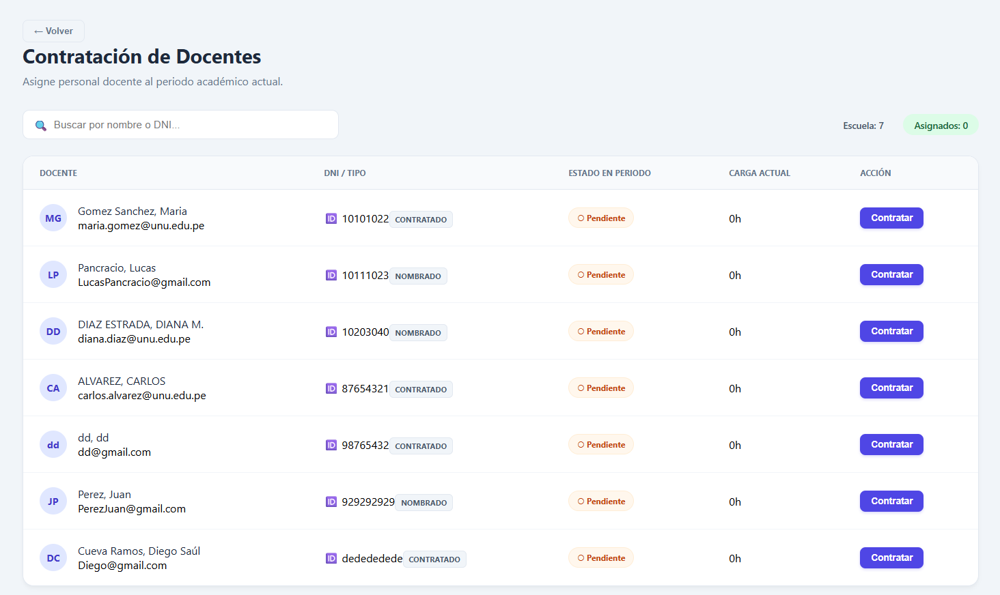 ← Volver
Contratación de Docentes
Asigne personal docente al periodo académico actual.
Buscar por nombre o DNI...
Escuela: 7
Asignados: 0
DOCENTE DNI / TIPO ESTADO EN PERIODO CARGA ACTUAL ACCIÓN
MG Gomez Sanchez, Maria
maria.gomez@unu.edu.pe
ID 10101022 CONTRATADO Pendiente 0h Contratar
LP Pancracio, Lucas
LucasPancracio@gmail.com
ID 10111023 NOMBRADO Pendiente 0h Contratar
DD DIAZ ESTRADA, DIANA M.
diana.diaz@unu.edu.pe
ID 10203040 NOMBRADO Pendiente 0h Contratar
CA ALVAREZ, CARLOS
carlos.alvarez@unu.edu.pe
ID 87654321 CONTRATADO Pendiente 0h Contratar
dd dd, dd
dd@gmail.com
ID 98765432 CONTRATADO Pendiente 0h Contratar
JP Perez, Juan
PerezJuan@gmail.com
ID 929292929 NOMBRADO Pendiente 0h Contratar
DC Cueva Ramos, Diego Saúl
Diego@gmail.com
ID dedededede CONTRATADO Pendiente 0h Contratar